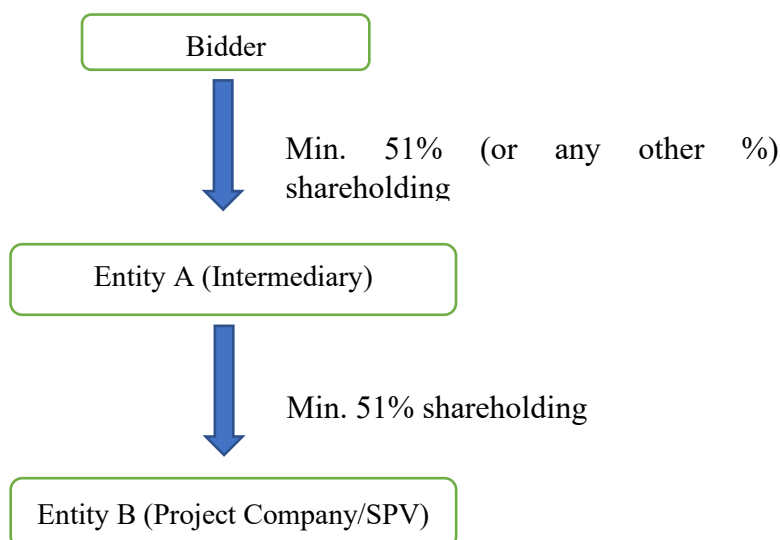 Bidder
Min. 51% (or any other %)
shareholding
Entity A (Intermediary)
Min. 51% shareholding
Entity B (Project Company/SPV)